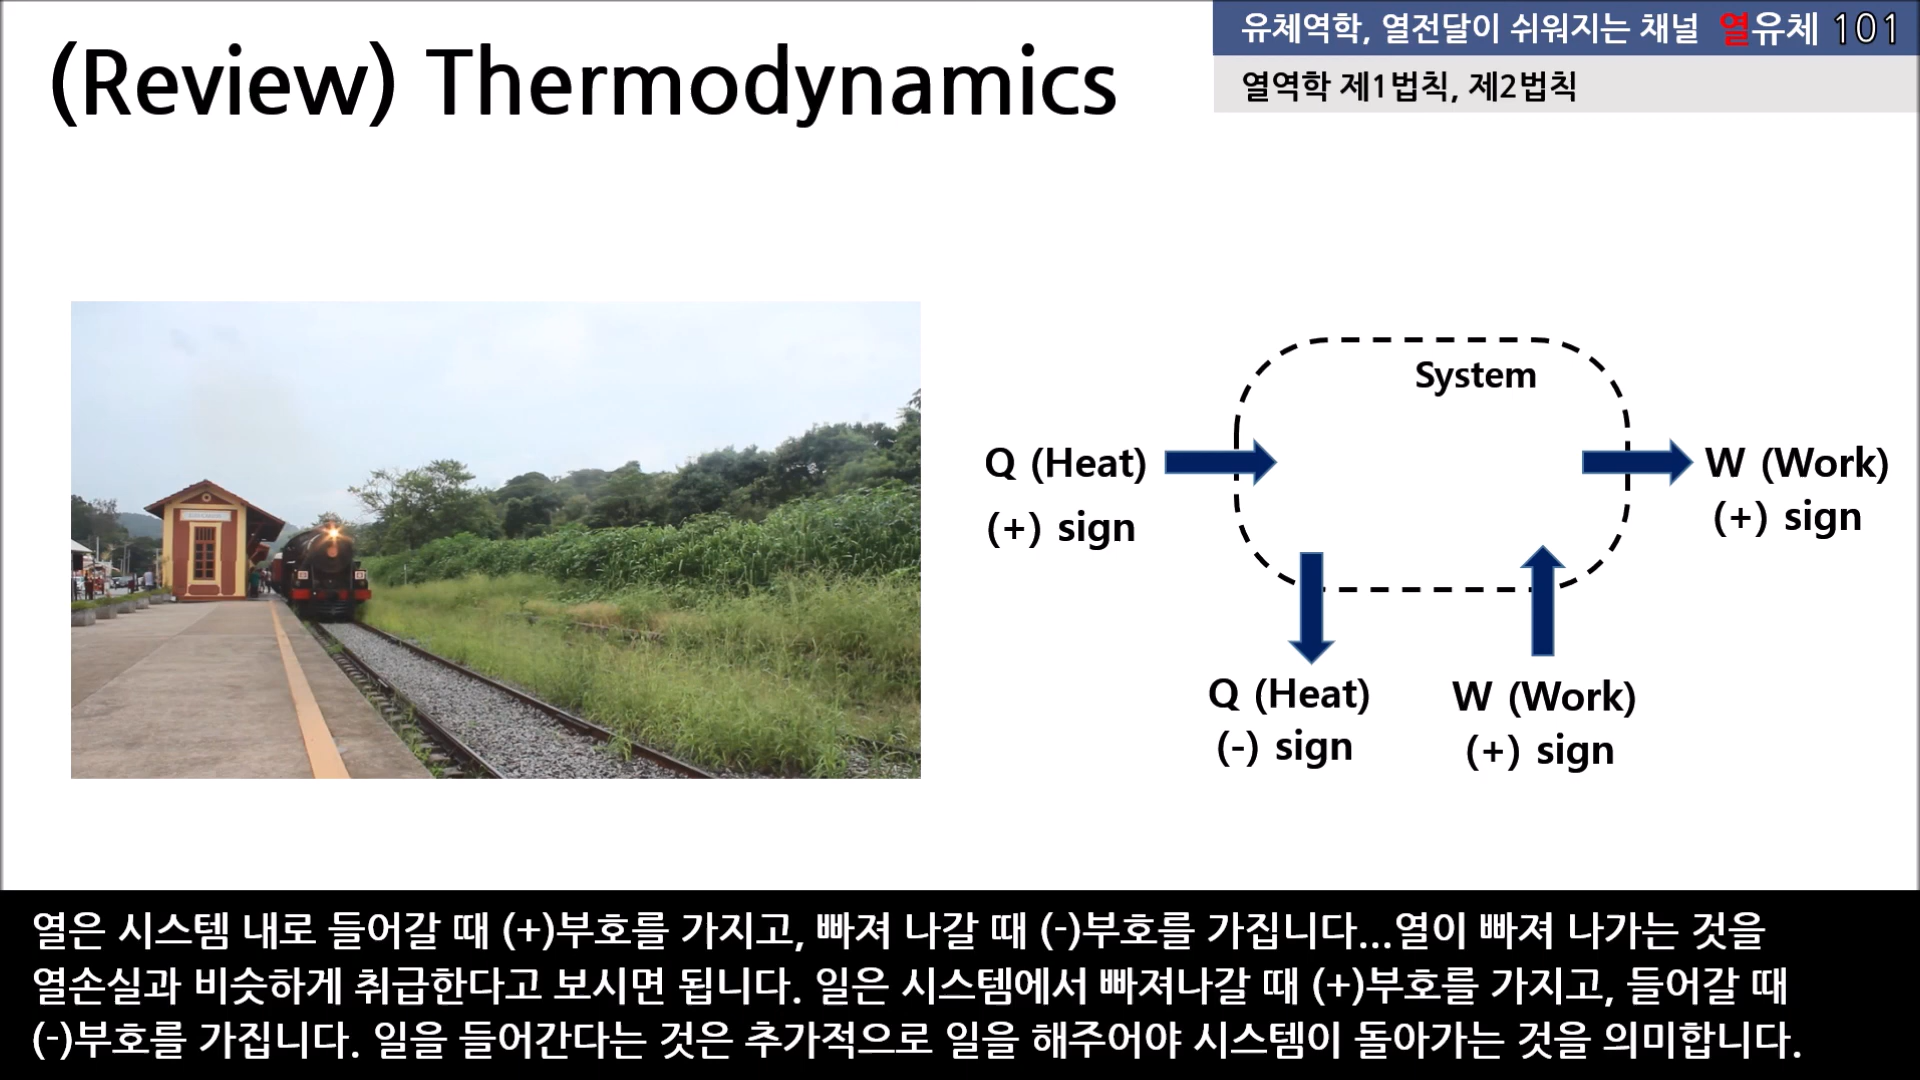 유체역학, 열전달이 쉬워지는 채널 열유체 101
(Review) Thermodynamics
열역학 제1법칙, 제2법칙
System
Q (Heat)
(+) sign
W (Work)
(+) sign
Q (Heat)
(-) sign
W (Work)
(+) sign
열은 시스템 내로 들어갈 때 (+)부호를 가지고, 빠져 나갈 때 (-)부호를 가집니다...열이 빠져 나가는 것을
열손실과 비슷하게 취급한다고 보시면 됩니다. 일은 시스템에서 빠져나갈 때 (+)부호를 가지고, 들어갈 때
(-)부호를 가집니다. 일을 들어간다는 것은 추가적으로 일을 해주어야 시스템이 돌아가는 것을 의미합니다.